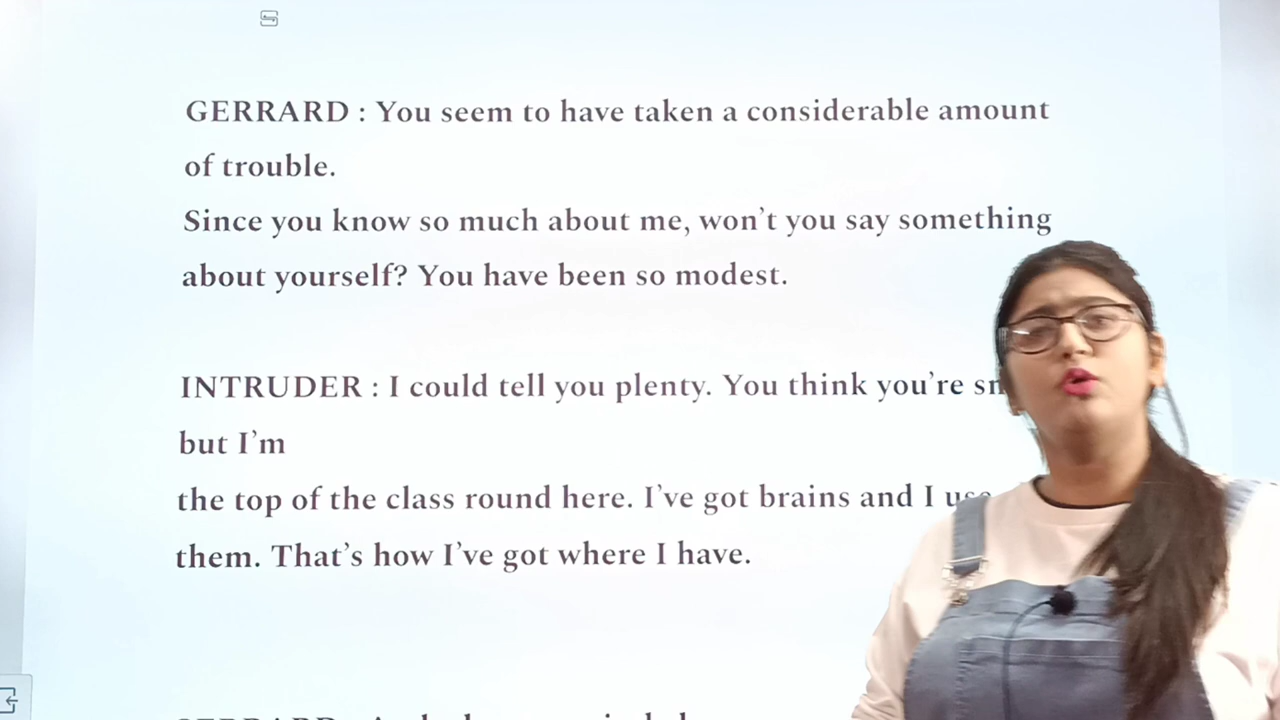 GERRARD : You seem to have taken a considerable amount
of trouble.
Since you know so much about me, won’t you say something
about yourself? You have been so modest.
INTRUDER : I could tell you plenty. You think you’re
but I’m
the top of the class round here. I’ve got brains and I
them. That’s how I’ve got where I have.